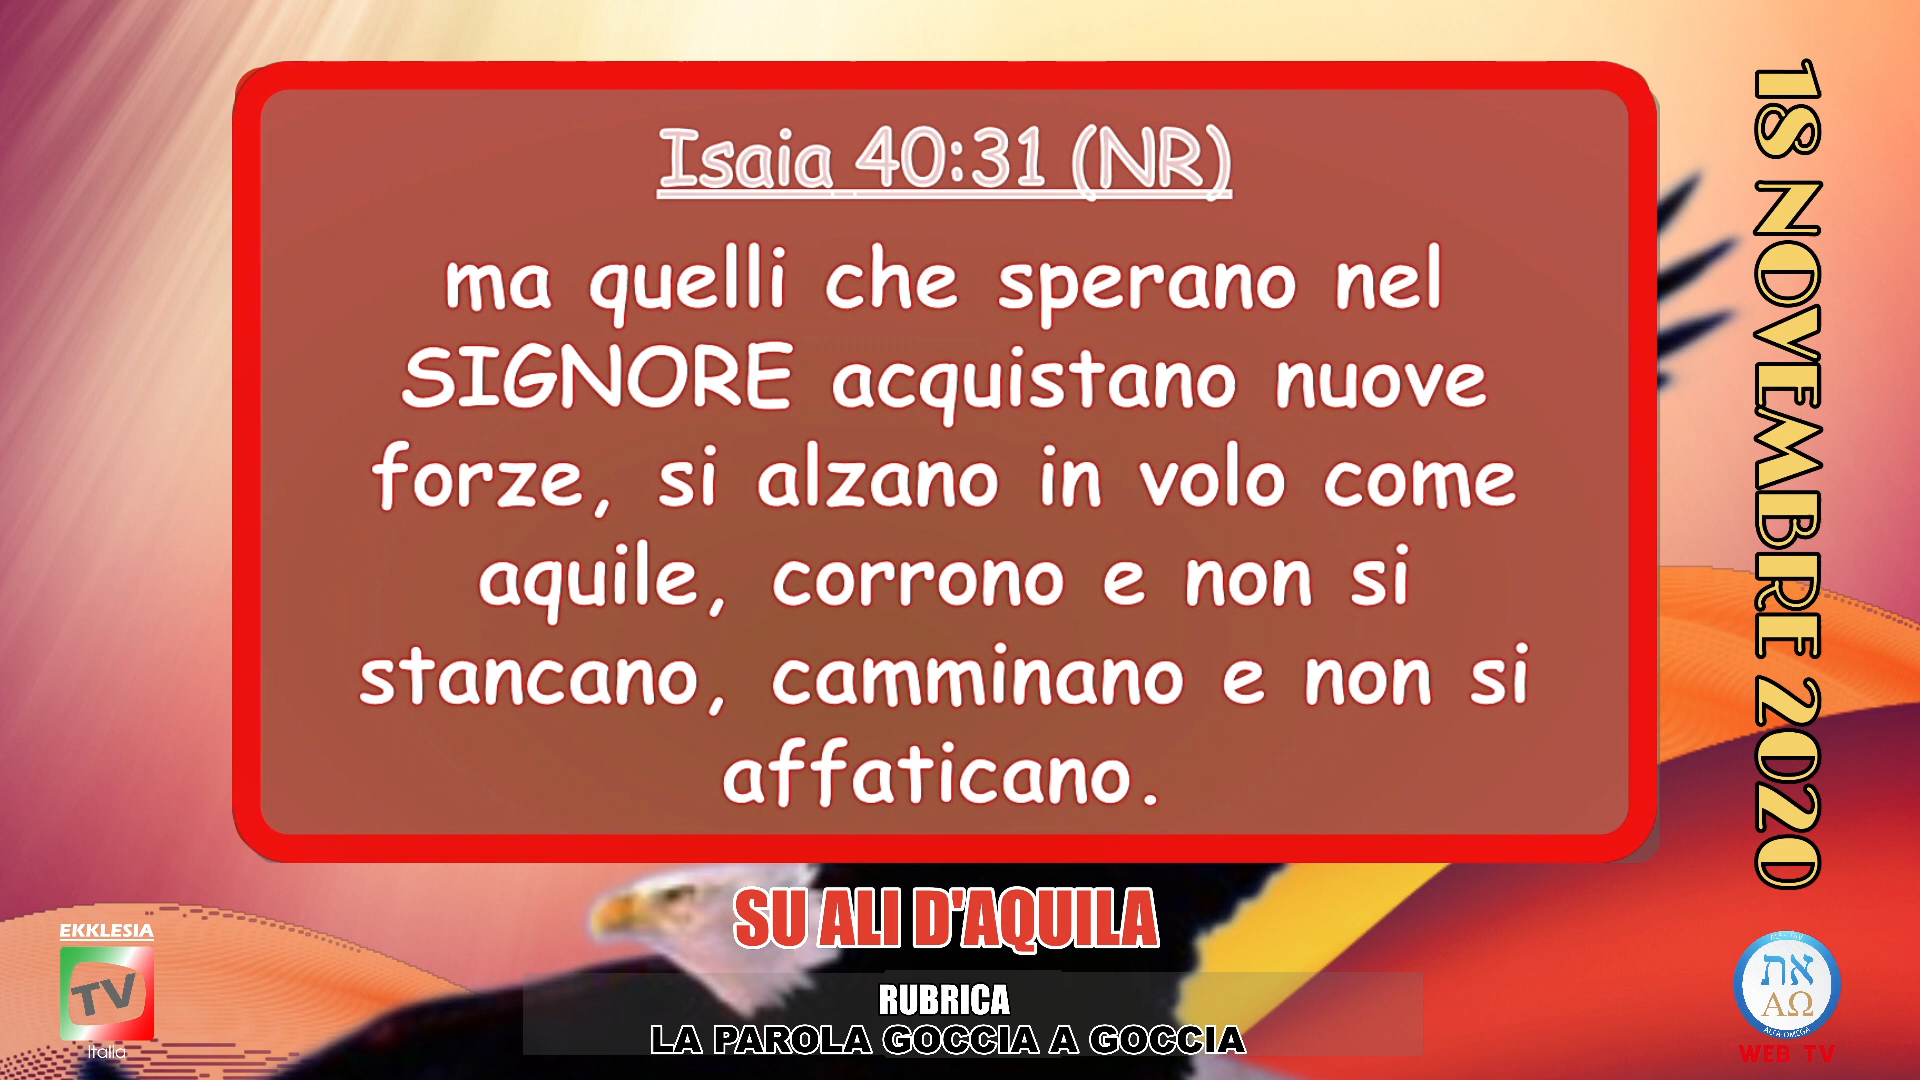 Isaia 40:31 (NR)
ma quelli che sperano nel
SIGNORE acquistano nuove
forze, si alzano in volo come
aquile, corrono e non si
stancano, camminano e non si
affaticano.
18 NOVEMBRE 2020
SU ALI D'AQUILA
RUBRICA
LA PAROLA GOCCIA A GOCCIA
EKKLESIA
TV
Italia
את
ΑΩ
ALFA OMEGA
WEB TV